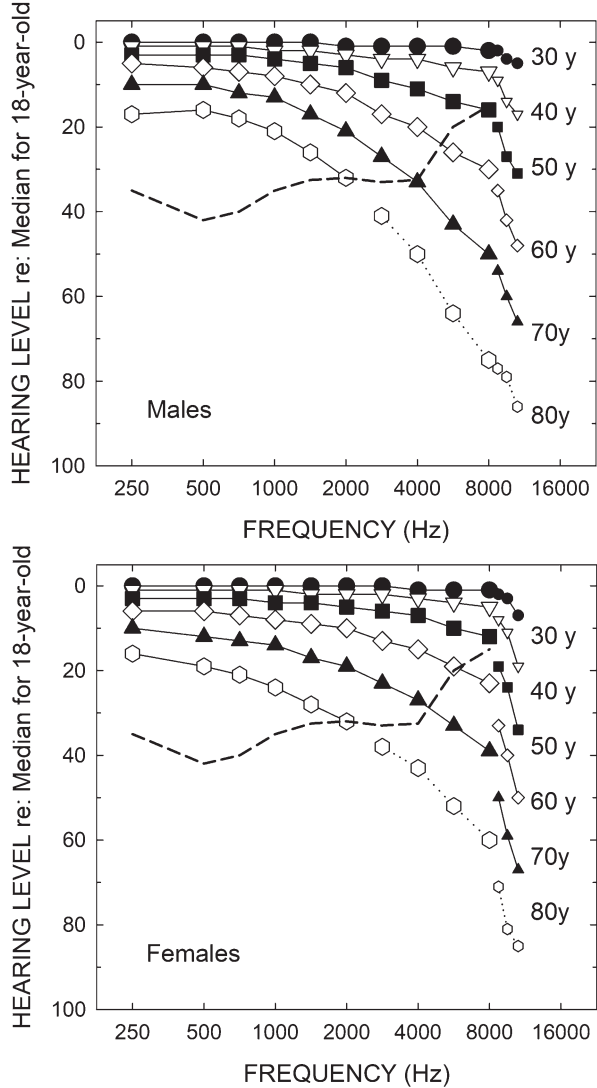 HEARING LEVEL re: Median for 18-year-old
0
20
40
60
80
100
30 y
40 y
50 y
60 y
70y
80y
Males
250 500 1000 2000 4000 8000 16000
FREQUENCY (Hz)
HEARING LEVEL re: Median for 18-year-old
0
20
40
60
80
100
30 y
40 y
50 y
60 y
70y
80y
Females
250 500 1000 2000 4000 8000 16000
FREQUENCY (Hz)